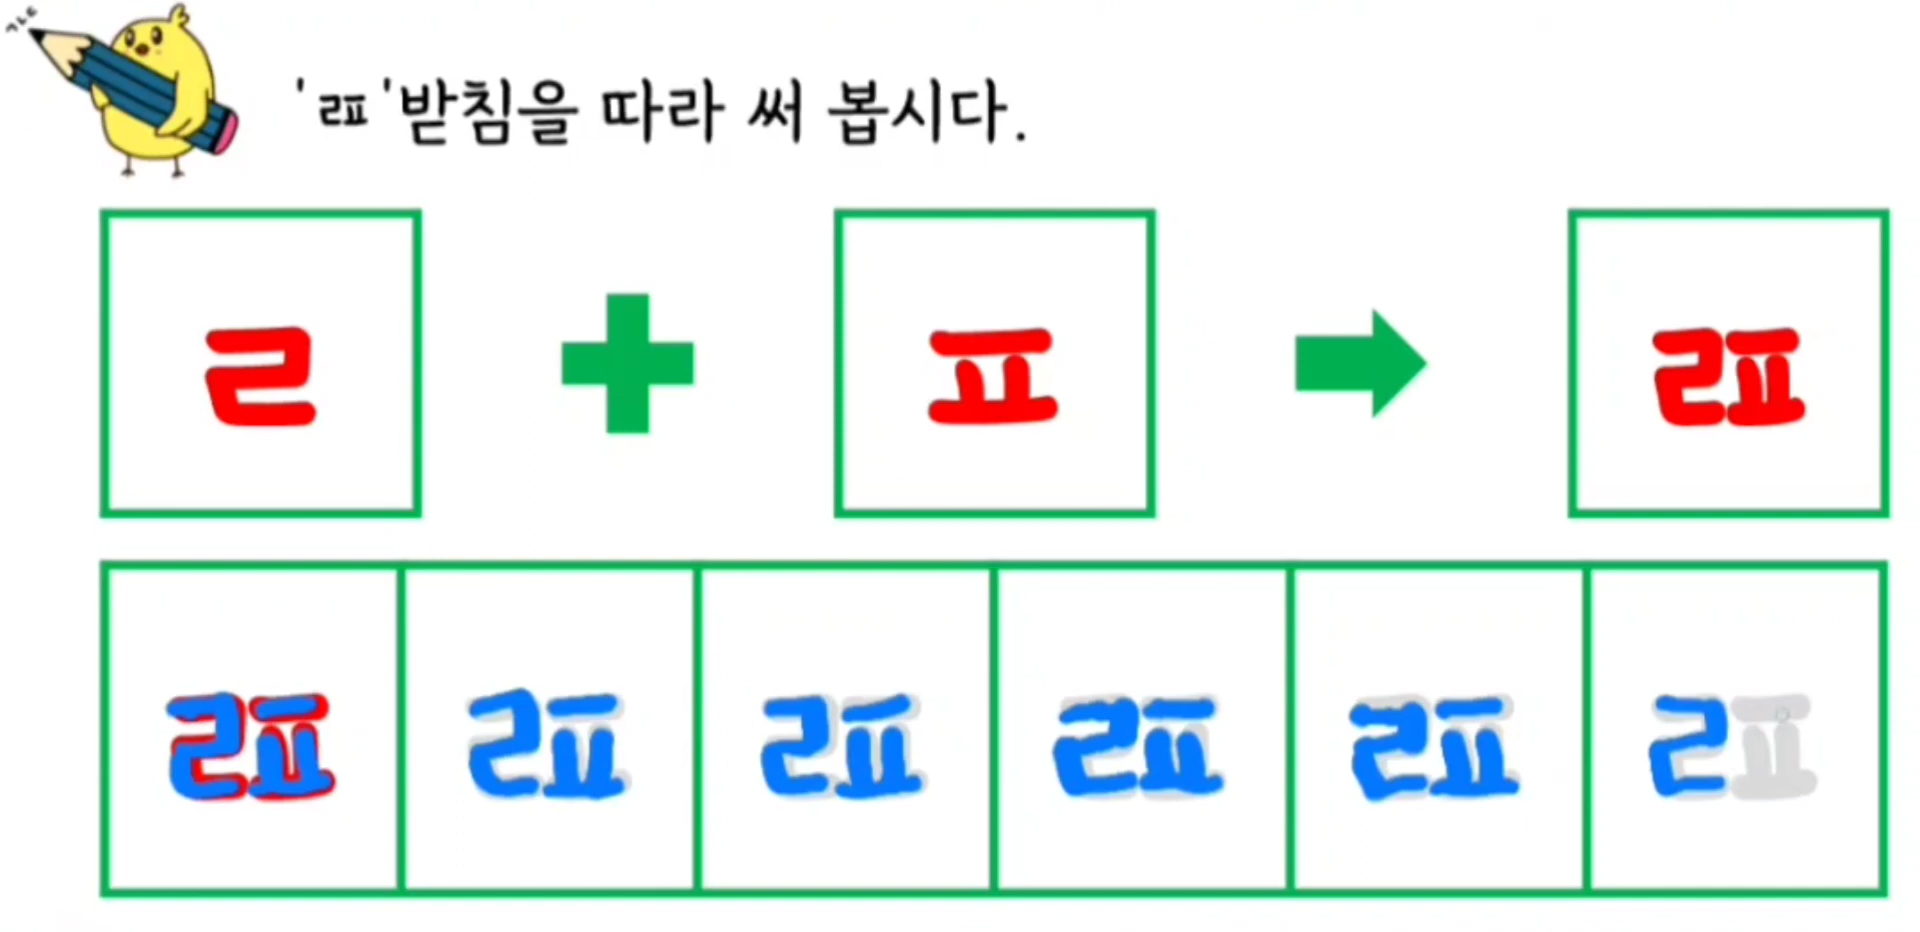 'ㄿ'받침을 따라 써 봅시다.
ㄹ ㅍ ㄿ
ㄿ ㄿ ㄿ ㄿ ㄿ ㄿ